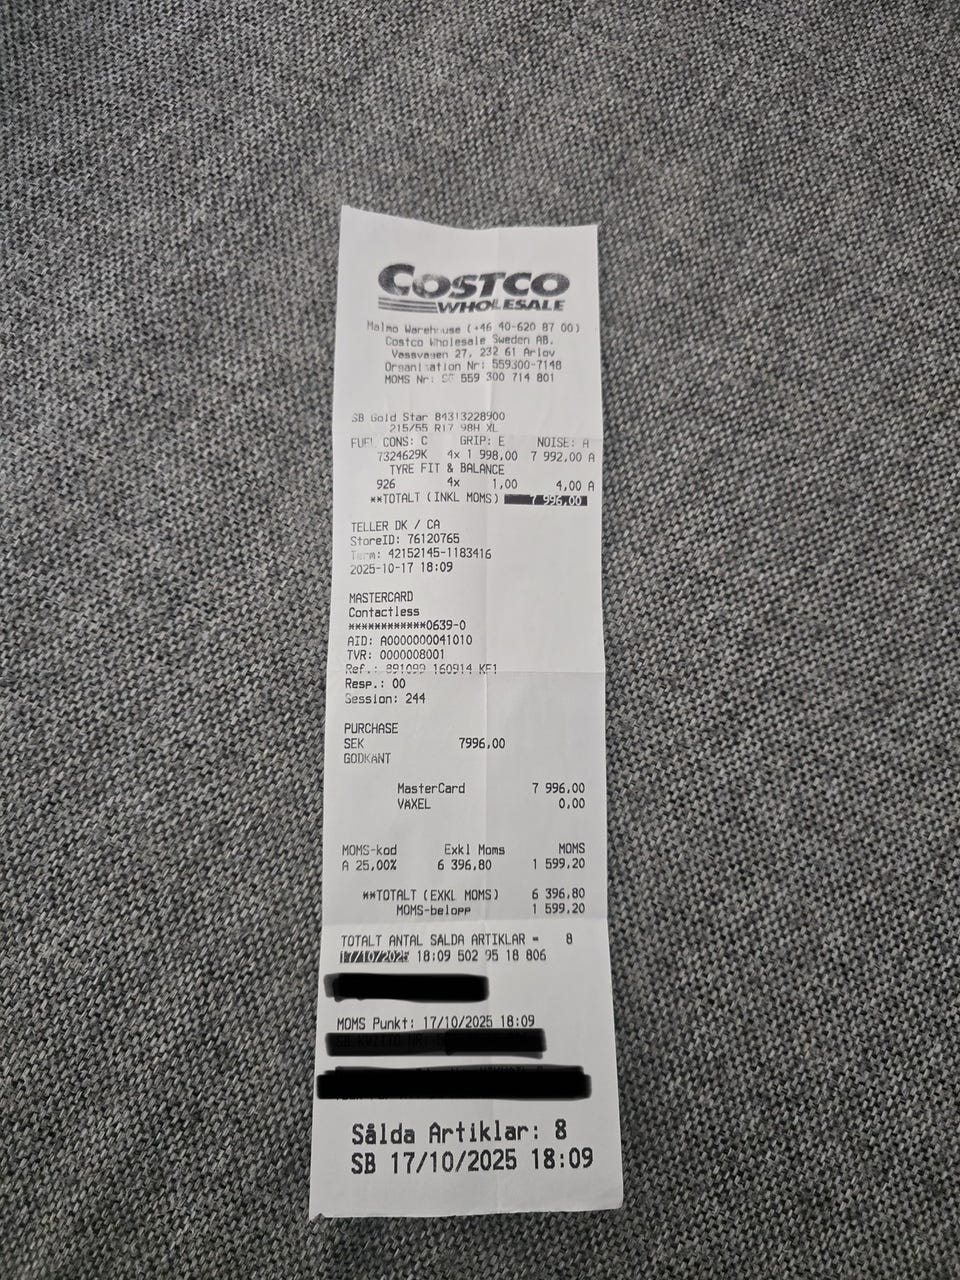 COSTCO
WHOLESALE
Malmo Warehouse (+46 40-620 87 00)
Costco Wholesale Sweden AB.
Vassvagen 27, 232 61 Arlov
Organisation Nr: 559300-7148
MOMS Nr: SE 559 300 714 801
SB Gold Star 84313228900
215/55 R17 98H XL
FUEL CONS: C GRIP: E NOISE: A
7324629K 4x 1 998,00 7 992,00 A
TYRE FIT & BALANCE
926 4x 1,00 4,00 A
**TOTALT (INKL MOMS) 7 996,00
TELLER DK / CA
StoreID: 76120765
Term: 42152145-1183416
2025-10-17 18:09
MASTERCARD
Contactless
************0639-0
AID: A0000000041010
TVR: 0000008001
Ref.: 891099 160914 KF1
Resp.: 00
Session: 244
PURCHASE
SEK 7996,00
GODKANT
MasterCard 7 996,00
VAXEL 0,00
MOMS-kod Exkl Moms MOMS
A 25,00% 6 396,80 1 599,20
**TOTALT (EXKL MOMS) 6 396,80
MOMS-belopp 1 599,20
TOTALT ANTAL SALDA ARTIKLAR = 8
17/10/2025 18:09 502 95 18 806
MOMS Punkt: 17/10/2025 18:09
Sålda Artiklar: 8
SB 17/10/2025 18:09